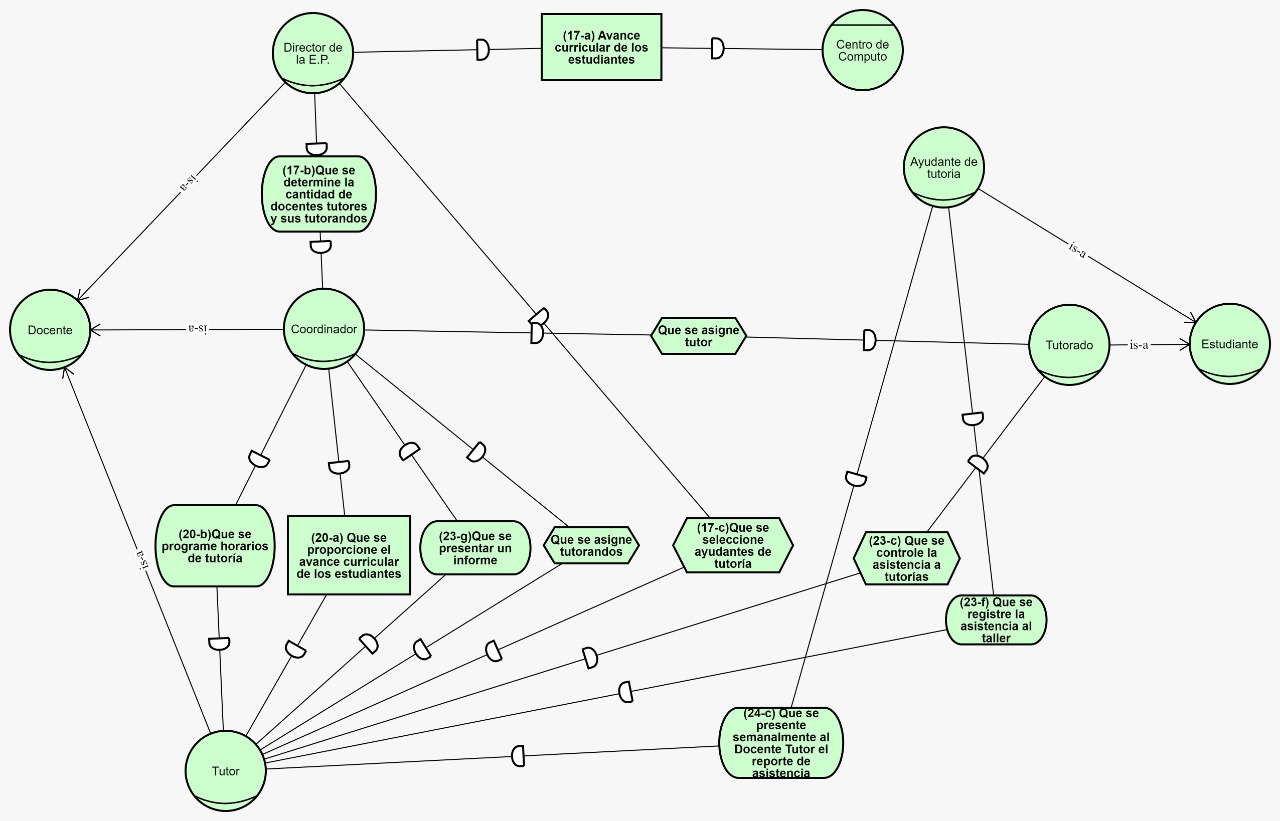 Director de
la E.P.
(17-a) Avance
curricular de los
estudiantes
Centro de
Computo
Ayudante de
tutoria
(17-b)Que se
determine la
cantidad de
docentes tutores
y sus tutorandos
is-a
is-a
Docente
is-a
Coordinador
Que se asigne
tutor
Tutorado
is-a
Estudiante
(20-b)Que se
programe horarios
de tutoría
(20-a) Que se
proporcione el
avance curricular
de los estudiantes
(23-g)Que se
presentar un
informe
Que se asigne
tutorandos
(17-c)Que se
seleccione
ayudantes de
tutoría
(23-c) Que se
controle la
asistencia a
tutorías
is-a
(23-f) Que se
registre la
asistencia al
taller
(24-c) Que se
presente
semanalmente al
Docente Tutor el
reporte de
asistencia
Tutor